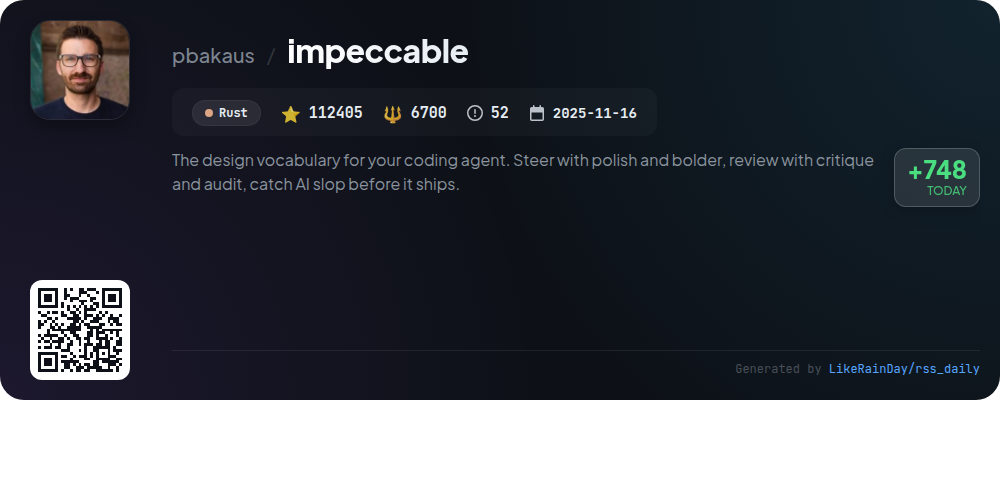 pbakaus / impeccable
Rust 112405 6700 52 2025-11-16
The design vocabulary for your coding agent. Steer with polish and bolder, review with critique
and audit, catch AI slop before it ships.
+748
TODAY
Generated by LikeRainDay/rss_daily